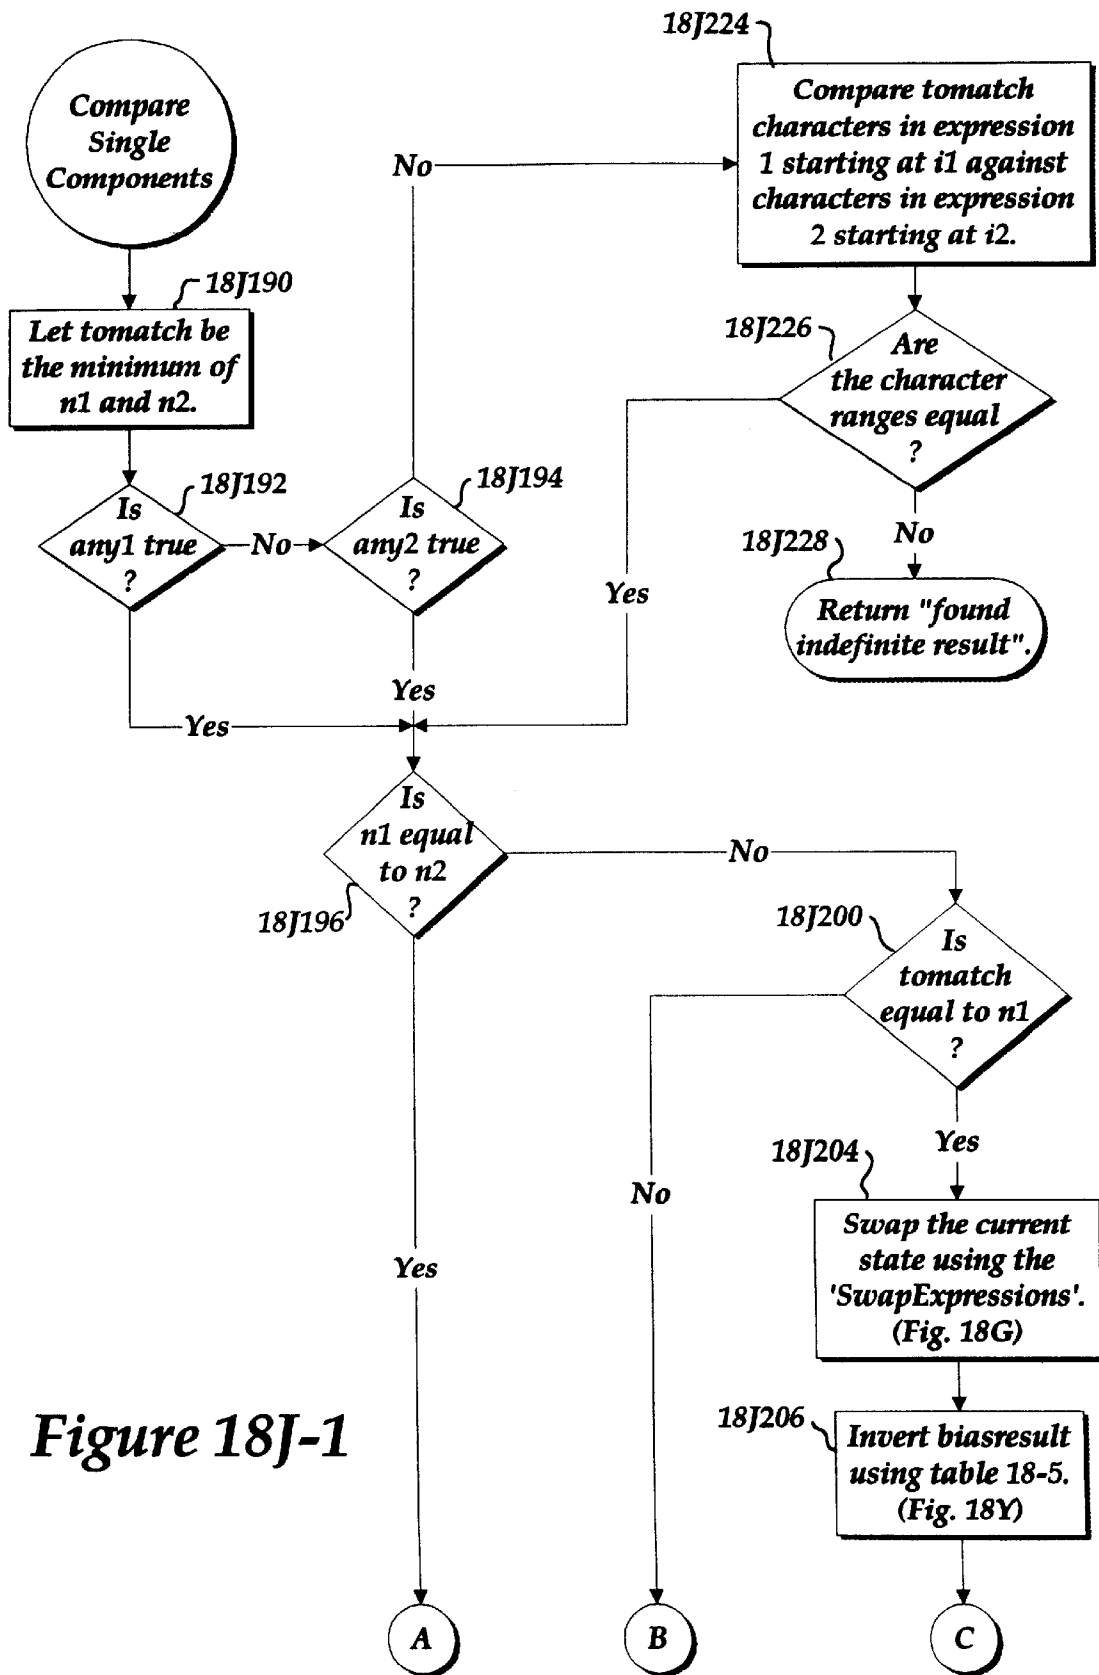 18J224
Compare tomatch
characters in expression
1 starting at i1 against
characters in expression
2 starting at i2.
Compare
Single
Components
No
18J190
Let tomatch be
the minimum of
n1 and n2.
18J226
Are
the character
ranges equal
?
18J192
Is
any1 true
?
No
18J194
Is
any2 true
?
No
18J228
Return "found
indefinite result".
Yes
Yes
Yes
Is
n1 equal
to n2
?
18J196
No
18J200
Is
tomatch
equal to n1
?
Yes
18J204
No
Swap the current
state using the
'SwapExpressions'.
(Fig. 18G)
Yes
18J206
Invert biasresult
using table 18-5.
(Fig. 18Y)
Figure 18J-1
A
B
C